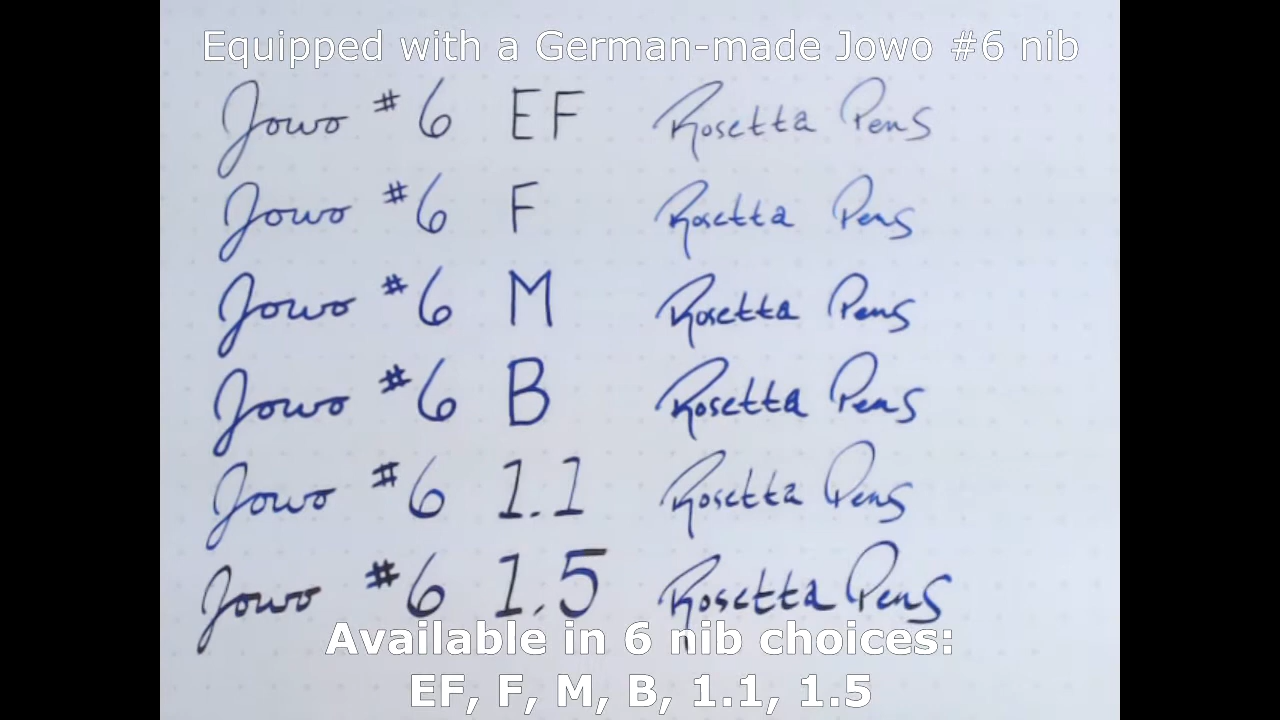 Equipped with a German-made Jowo #6 nib
Jowo #6 EF Rosetta Pens
Jowo #6 F Rosetta Pens
Jowo #6 M Rosetta Pens
Jowo #6 B Rosetta Pens
Jowo #6 1.1 Rosetta Pens
Jowo #6 1.5 Rosetta Pens
Available in 6 nib choices:
EF, F, M, B, 1.1, 1.5